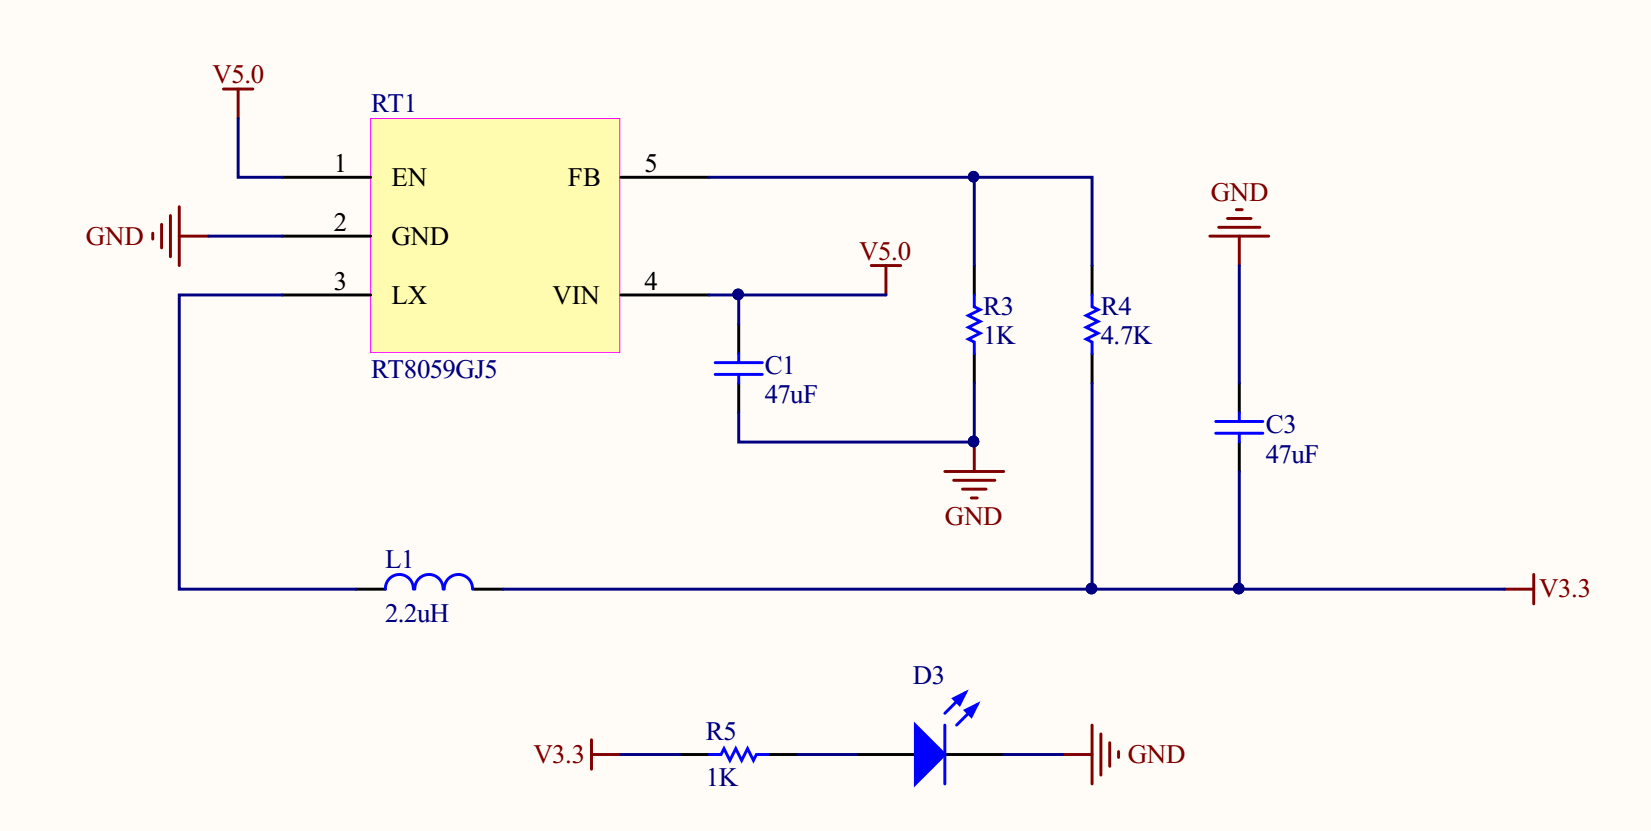 V5.0
RT1
1
EN
FB
5
GND
2
GND
3
LX
VIN
4
V5.0
RT8059GJ5
C1
47uF
R3
1K
R4
4.7K
GND
GND
C3
47uF
L1
2.2uH
V3.3
D3
V3.3
R5
1K
GND